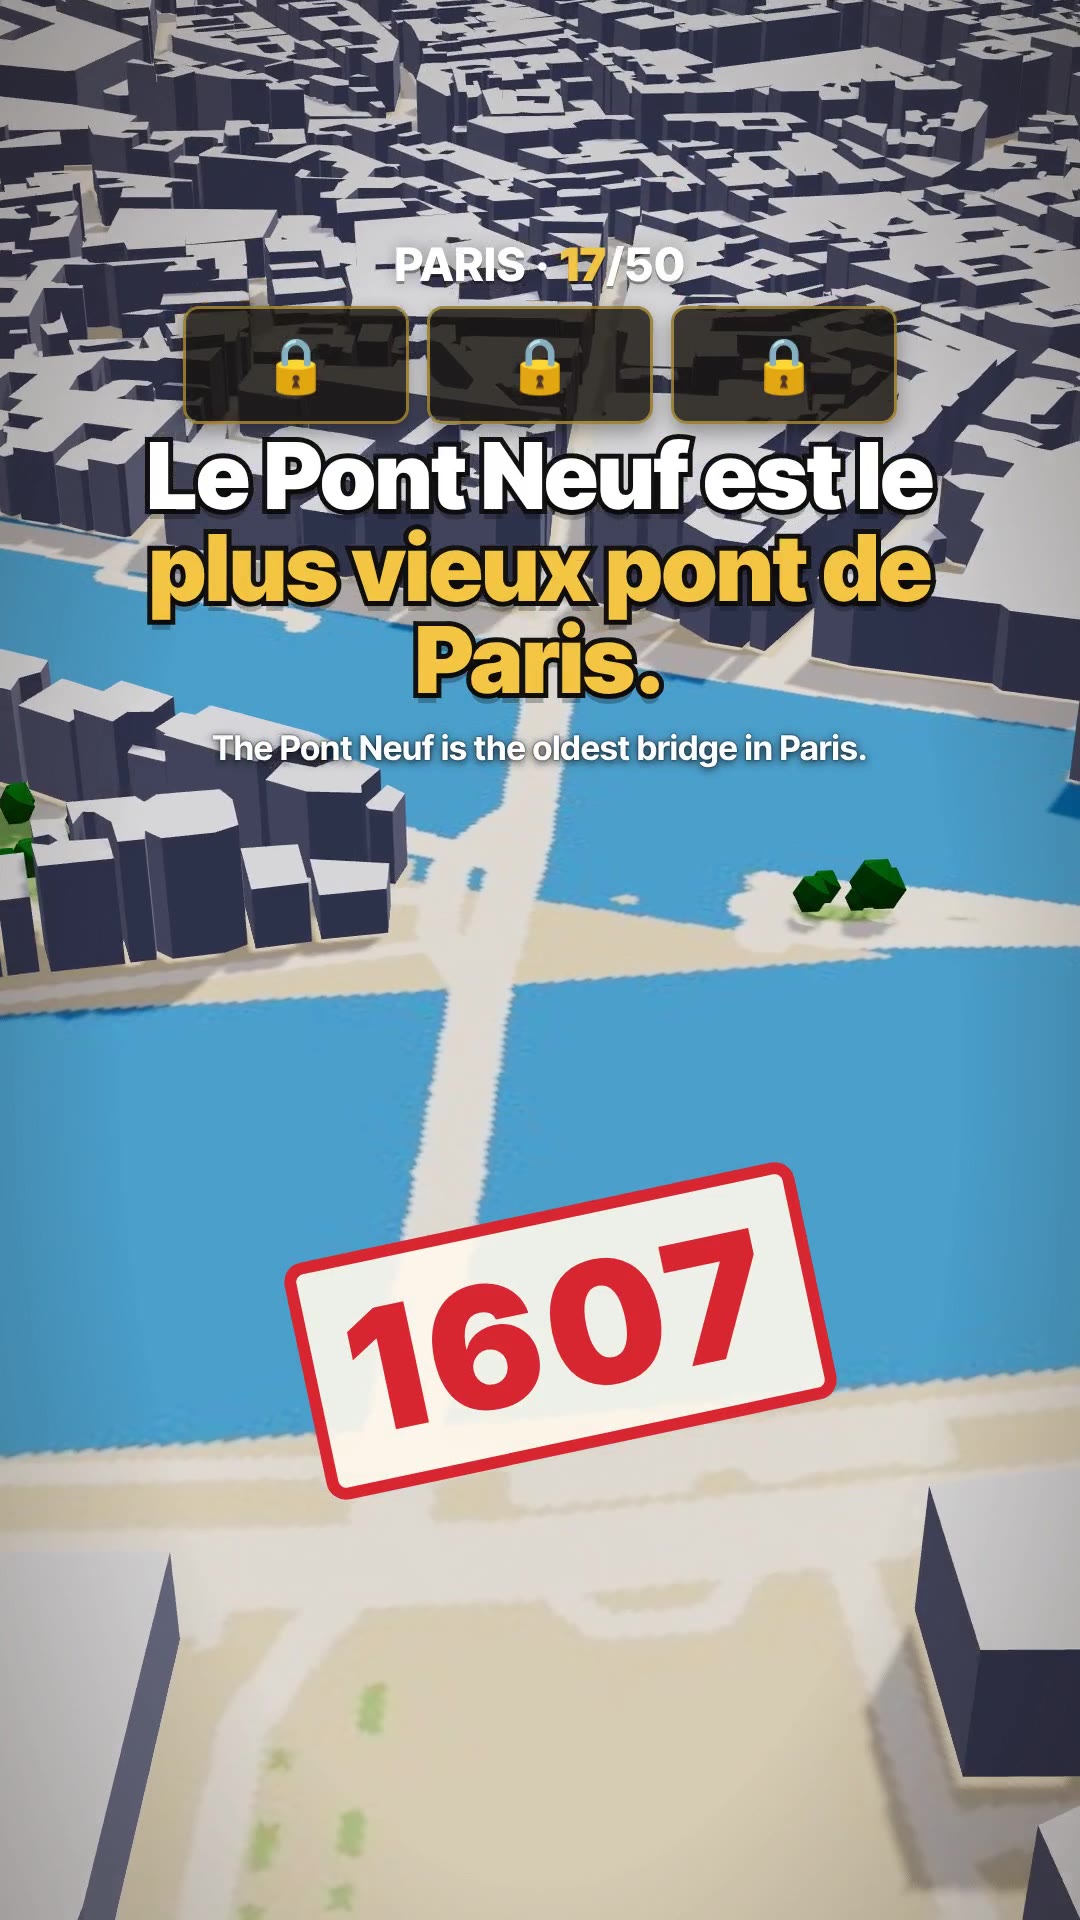 PARIS · 17/50
Le Pont Neuf est le
plus vieux pont de
Paris.
The Pont Neuf is the oldest bridge in Paris.
1607